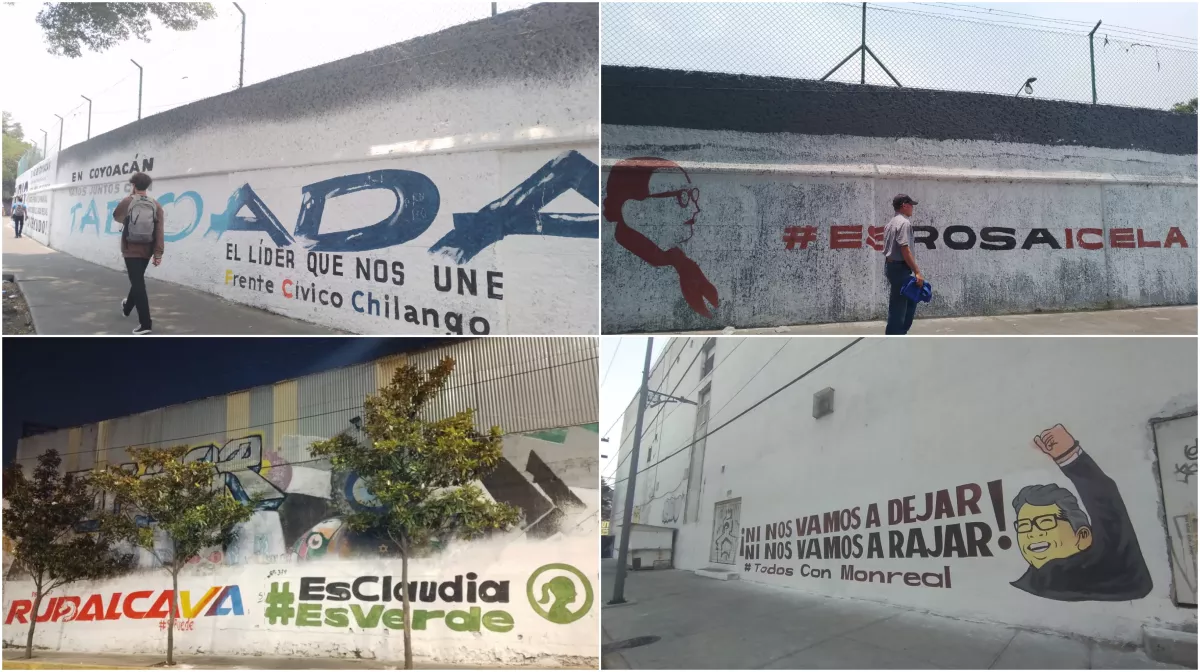 EN COYOACÁN
TABOADA
EL LÍDER QUE NOS UNE
Frente Cívico Chilango
#ESROSAICELA
RUBALCAVA
#EsClaudia
#EsVerde
¡NI NOS VAMOS A DEJAR
NI NOS VAMOS A RAJAR!
#Todos Con Monreal